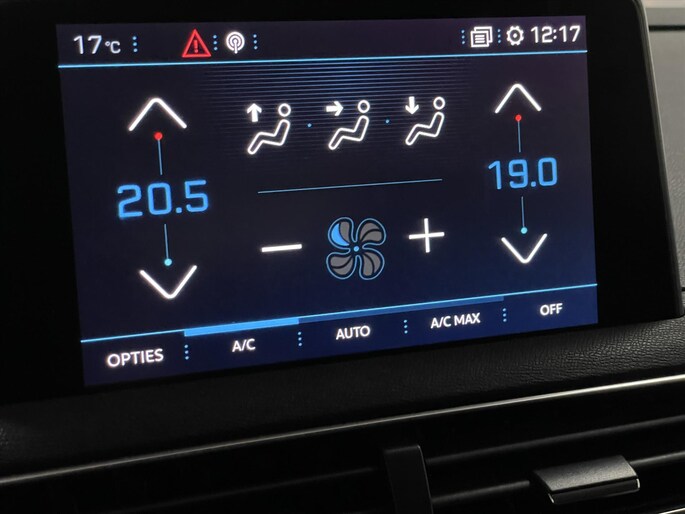 17°C 12:17
20.5 19.0
OPTIES A/C AUTO A/C MAX OFF